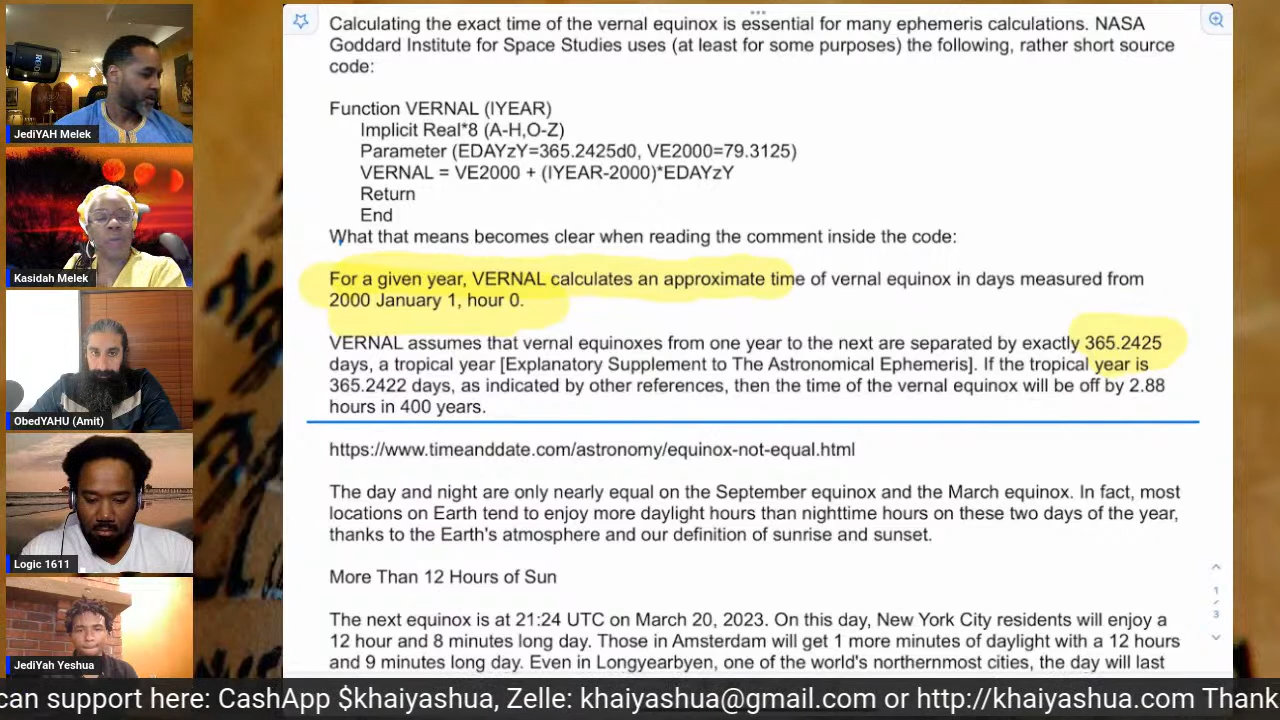 JediYAH Melek
Kasidah Melek
ObedYAHU (Amit)
Logic 1611
JediYah Yeshua
Calculating the exact time of the vernal equinox is essential for many ephemeris calculations. NASA
Goddard Institute for Space Studies uses (at least for some purposes) the following, rather short source
code:
Function VERNAL (IYEAR)
Implicit Real*8 (A-H,O-Z)
Parameter (EDAYzY=365.2425d0, VE2000=79.3125)
VERNAL = VE2000 + (IYEAR-2000)*EDAYzY
Return
End
What that means becomes clear when reading the comment inside the code:
For a given year, VERNAL calculates an approximate time of vernal equinox in days measured from
2000 January 1, hour 0.
VERNAL assumes that vernal equinoxes from one year to the next are separated by exactly 365.2425
days, a tropical year [Explanatory Supplement to The Astronomical Ephemeris]. If the tropical year is
365.2422 days, as indicated by other references, then the time of the vernal equinox will be off by 2.88
hours in 400 years.
https://www.timeanddate.com/astronomy/equinox-not-equal.html
The day and night are only nearly equal on the September equinox and the March equinox. In fact, most
locations on Earth tend to enjoy more daylight hours than nighttime hours on these two days of the year,
thanks to the Earth's atmosphere and our definition of sunrise and sunset.
More Than 12 Hours of Sun
The next equinox is at 21:24 UTC on March 20, 2023. On this day, New York City residents will enjoy a
12 hour and 8 minutes long day. Those in Amsterdam will get 1 more minutes of daylight with a 12 hours
and 9 minutes long day. Even in Longyearbyen, one of the world's northernmost cities, the day will last
1
/
3
can support here: CashApp $khaiyashua, Zelle: khaiyashua@gmail.com or http://khaiyashua.com Thank